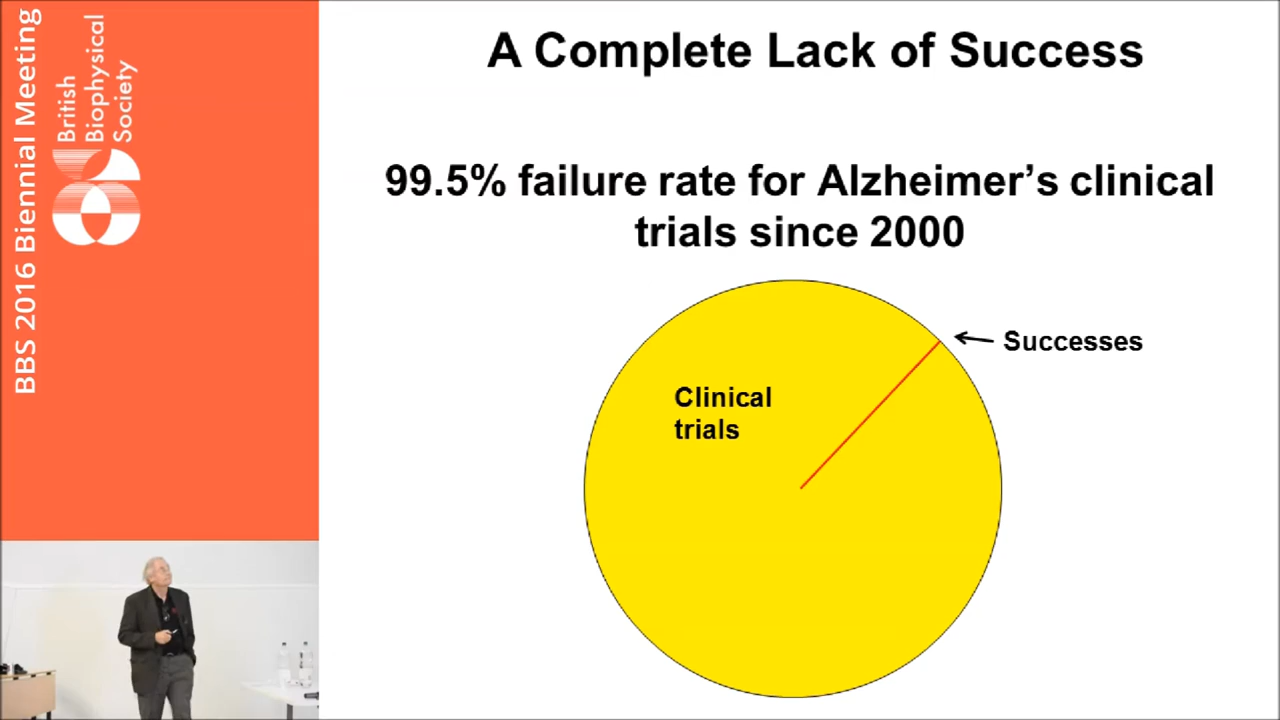 BBS 2016 Biennial Meeting
British
Biophysical
Society
A Complete Lack of Success
99.5% failure rate for Alzheimer’s clinical
trials since 2000
Successes
Clinical
trials